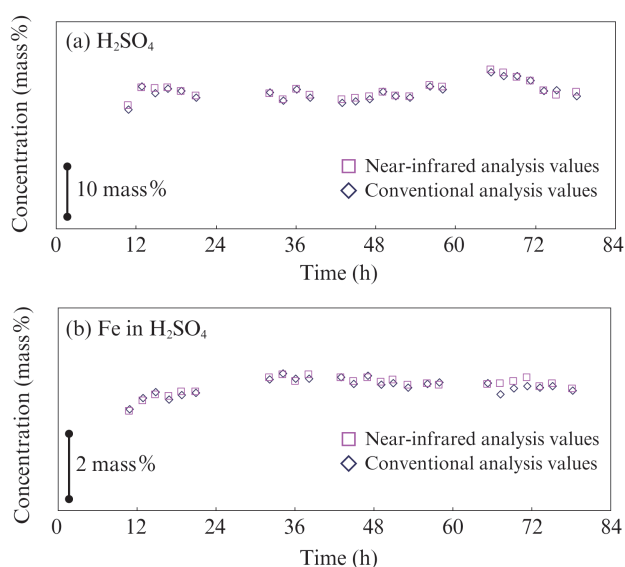 (a) H₂SO₄
Concentration (mass%)
10 mass%
Near-infrared analysis values
Conventional analysis values
0 12 24 36 48 60 72 84
Time (h)
(b) Fe in H₂SO₄
Concentration (mass%)
2 mass%
Near-infrared analysis values
Conventional analysis values
0 12 24 36 48 60 72 84
Time (h)